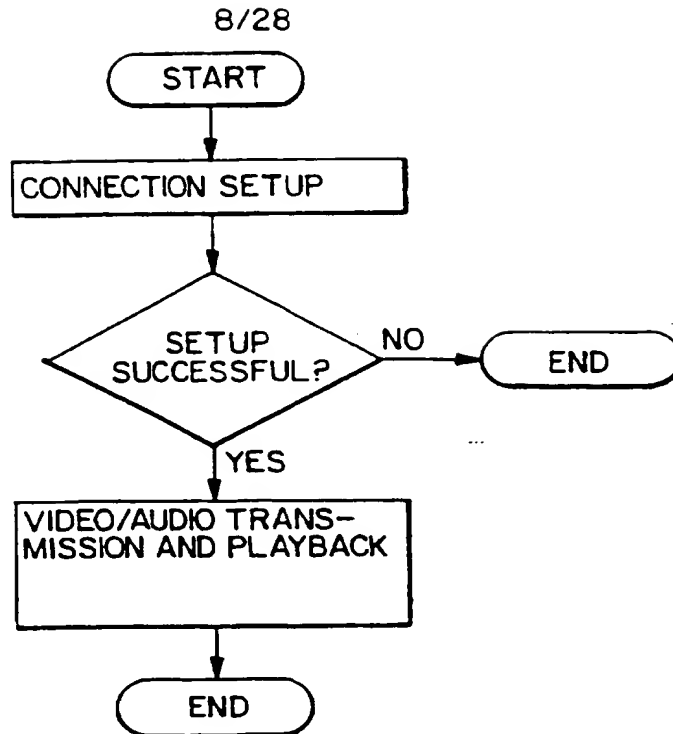 8/28
START
CONNECTION SETUP
SETUP
SUCCESSFUL?
NO
END
YES
VIDEO/AUDIO TRANS-
MISSION AND PLAYBACK
END